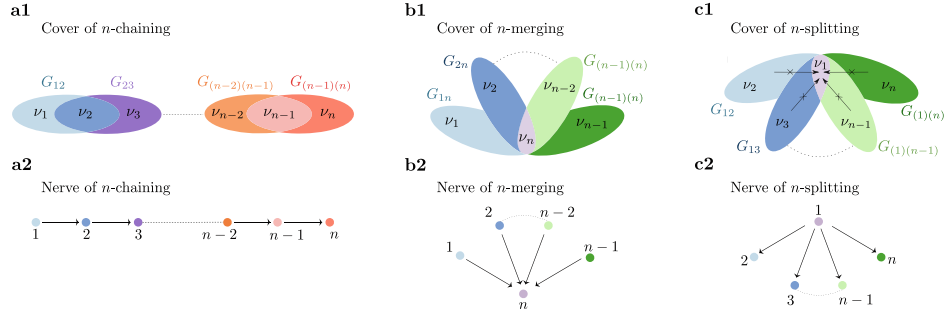 a1
Cover of n-chaining
G₁₂
G₂₃
G₍ₙ₋₂₎₍ₙ₋₁₎
G₍ₙ₋₁₎₍ₙ₎
ν₁
ν₂
ν₃
νₙ₋₂
νₙ₋₁
νₙ
a2
Nerve of n-chaining
1
2
3
n − 2
n − 1
n
b1
Cover of n-merging
G₂ₙ
G₍ₙ₋₁₎₍ₙ₎
G₁ₙ
G₍ₙ₋₁₎₍ₙ₎
ν₂
νₙ₋₂
ν₁
νₙ
νₙ₋₁
b2
Nerve of n-merging
2
n − 2
1
n − 1
n
c1
Cover of n-splitting
ν₁
ν₂
νₙ
G₁₂
G₍₁₎₍ₙ₎
ν₃
νₙ₋₁
G₁₃
G₍₁₎₍ₙ₋₁₎
c2
Nerve of n-splitting
1
2
n
3
n − 1